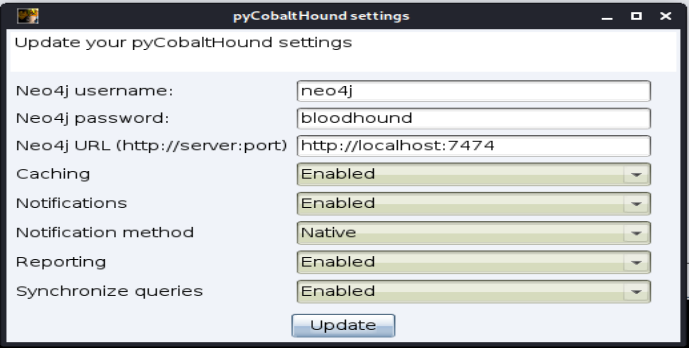 pyCobaltHound settings
Update your pyCobaltHound settings
Neo4j username: neo4j
Neo4j password: bloodhound
Neo4j URL (http://server:port) http://localhost:7474
Caching Enabled
Notifications Enabled
Notification method Native
Reporting Enabled
Synchronize queries Enabled
Update